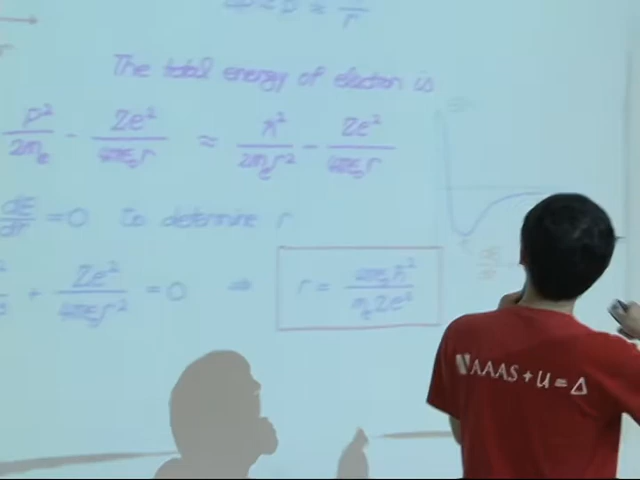 The total energy of electron is
p²/2mₑ - Ze²/4πε₀r ≈ ħ²/2mₑr² - Ze²/4πε₀r
dE/dr = 0 to determine r
+ Ze²/4πε₀r² = 0 ⇒ r = 4πε₀ħ²/mₑZe²
AAAS + U = Δ